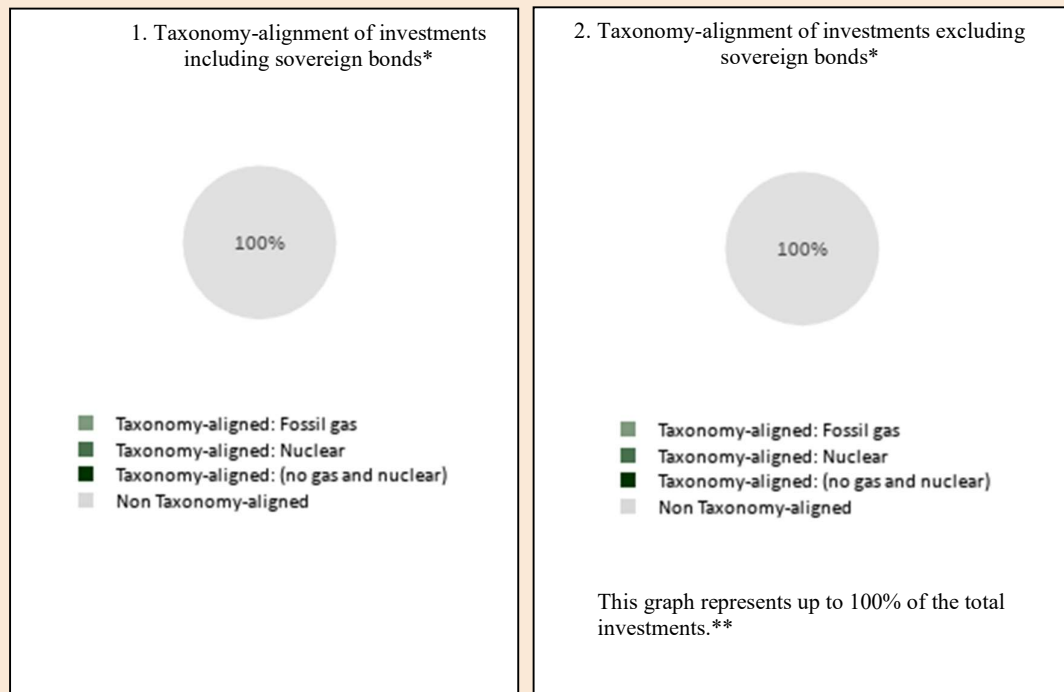 1. Taxonomy-alignment of investments
including sovereign bonds*
100%
Taxonomy-aligned: Fossil gas
Taxonomy-aligned: Nuclear
Taxonomy-aligned: (no gas and nuclear)
Non Taxonomy-aligned
2. Taxonomy-alignment of investments excluding
sovereign bonds*
100%
Taxonomy-aligned: Fossil gas
Taxonomy-aligned: Nuclear
Taxonomy-aligned: (no gas and nuclear)
Non Taxonomy-aligned
This graph represents up to 100% of the total
investments.**